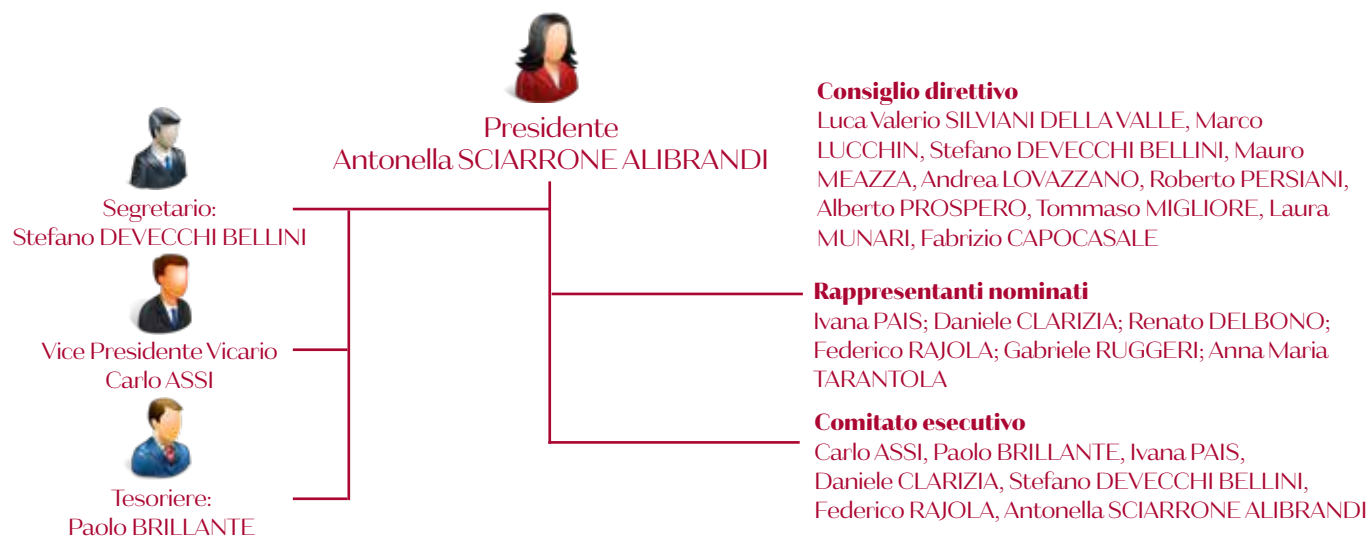 Presidente
Antonella SCIARRONE ALIBRANDI
Segretario:
Stefano DEVECCHI BELLINI
Vice Presidente Vicario
Carlo ASSI
Tesoriere:
Paolo BRILLANTE
Consiglio direttivo
Luca Valerio SILVIANI DELLA VALLE, Marco
LUCCHIN, Stefano DEVECCHI BELLINI, Mauro
MEAZZA, Andrea LOVAZZANO, Roberto PERSIANI,
Alberto PROSPERO, Tommaso MIGLIORE, Laura
MUNARI, Fabrizio CAPOCASALE
Rappresentanti nominati
Ivana PAIS; Daniele CLARIZIA; Renato DELBONO;
Federico RAJOLA; Gabriele RUGGERI; Anna Maria
TARANTOLA
Comitato esecutivo
Carlo ASSI, Paolo BRILLANTE, Ivana PAIS,
Daniele CLARIZIA, Stefano DEVECCHI BELLINI,
Federico RAJOLA, Antonella SCIARRONE ALIBRANDI